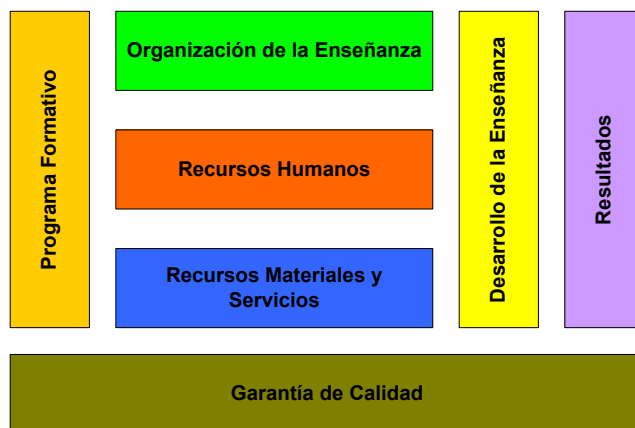 Programa Formativo
Organización de la Enseñanza
Recursos Humanos
Recursos Materiales y
Servicios
Desarrollo de la Enseñanza
Resultados
Garantía de Calidad